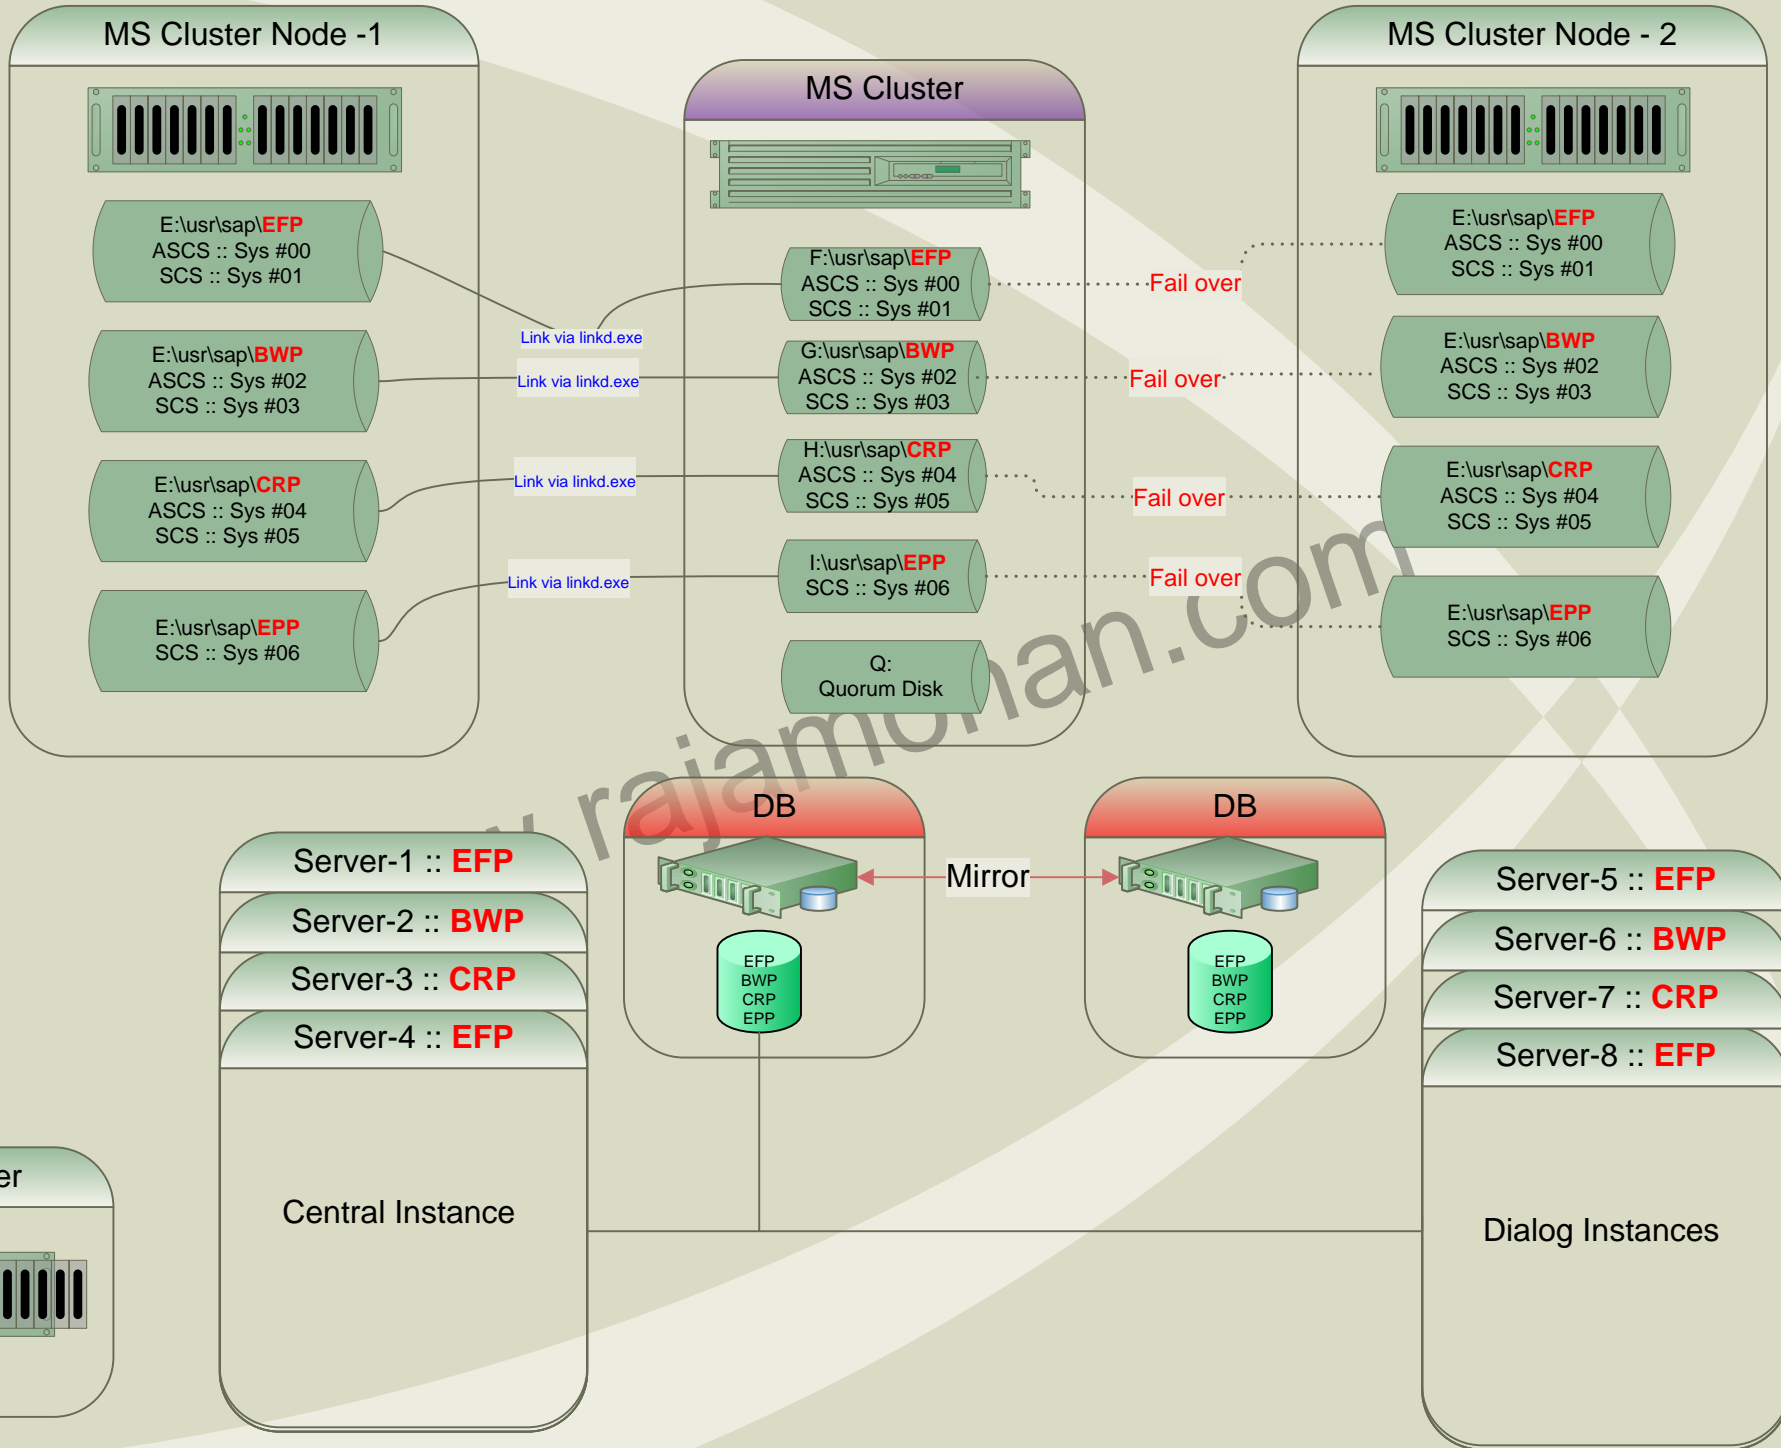 MS Cluster Node -1
E:\usr\sap\EFP
ASCS :: Sys #00
SCS :: Sys #01
E:\usr\sap\BWP
ASCS :: Sys #02
SCS :: Sys #03
E:\usr\sap\CRP
ASCS :: Sys #04
SCS :: Sys #05
E:\usr\sap\EPP
SCS :: Sys #06
Link via linkd.exe
Link via linkd.exe
Link via linkd.exe
Link via linkd.exe
MS Cluster
F:\usr\sap\EFP
ASCS :: Sys #00
SCS :: Sys #01
G:\usr\sap\BWP
ASCS :: Sys #02
SCS :: Sys #03
H:\usr\sap\CRP
ASCS :: Sys #04
SCS :: Sys #05
I:\usr\sap\EPP
SCS :: Sys #06
Q:
Quorum Disk
Fail over
Fail over
Fail over
Fail over
MS Cluster Node - 2
E:\usr\sap\EFP
ASCS :: Sys #00
SCS :: Sys #01
E:\usr\sap\BWP
ASCS :: Sys #02
SCS :: Sys #03
E:\usr\sap\CRP
ASCS :: Sys #04
SCS :: Sys #05
E:\usr\sap\EPP
SCS :: Sys #06
rajamohan.com
Server-1 :: EFP
Server-2 :: BWP
Server-3 :: CRP
Server-4 :: EFP
Central Instance
DB
EFP
BWP
CRP
EPP
Mirror
DB
EFP
BWP
CRP
EPP
Server-5 :: EFP
Server-6 :: BWP
Server-7 :: CRP
Server-8 :: EFP
Dialog Instances
er